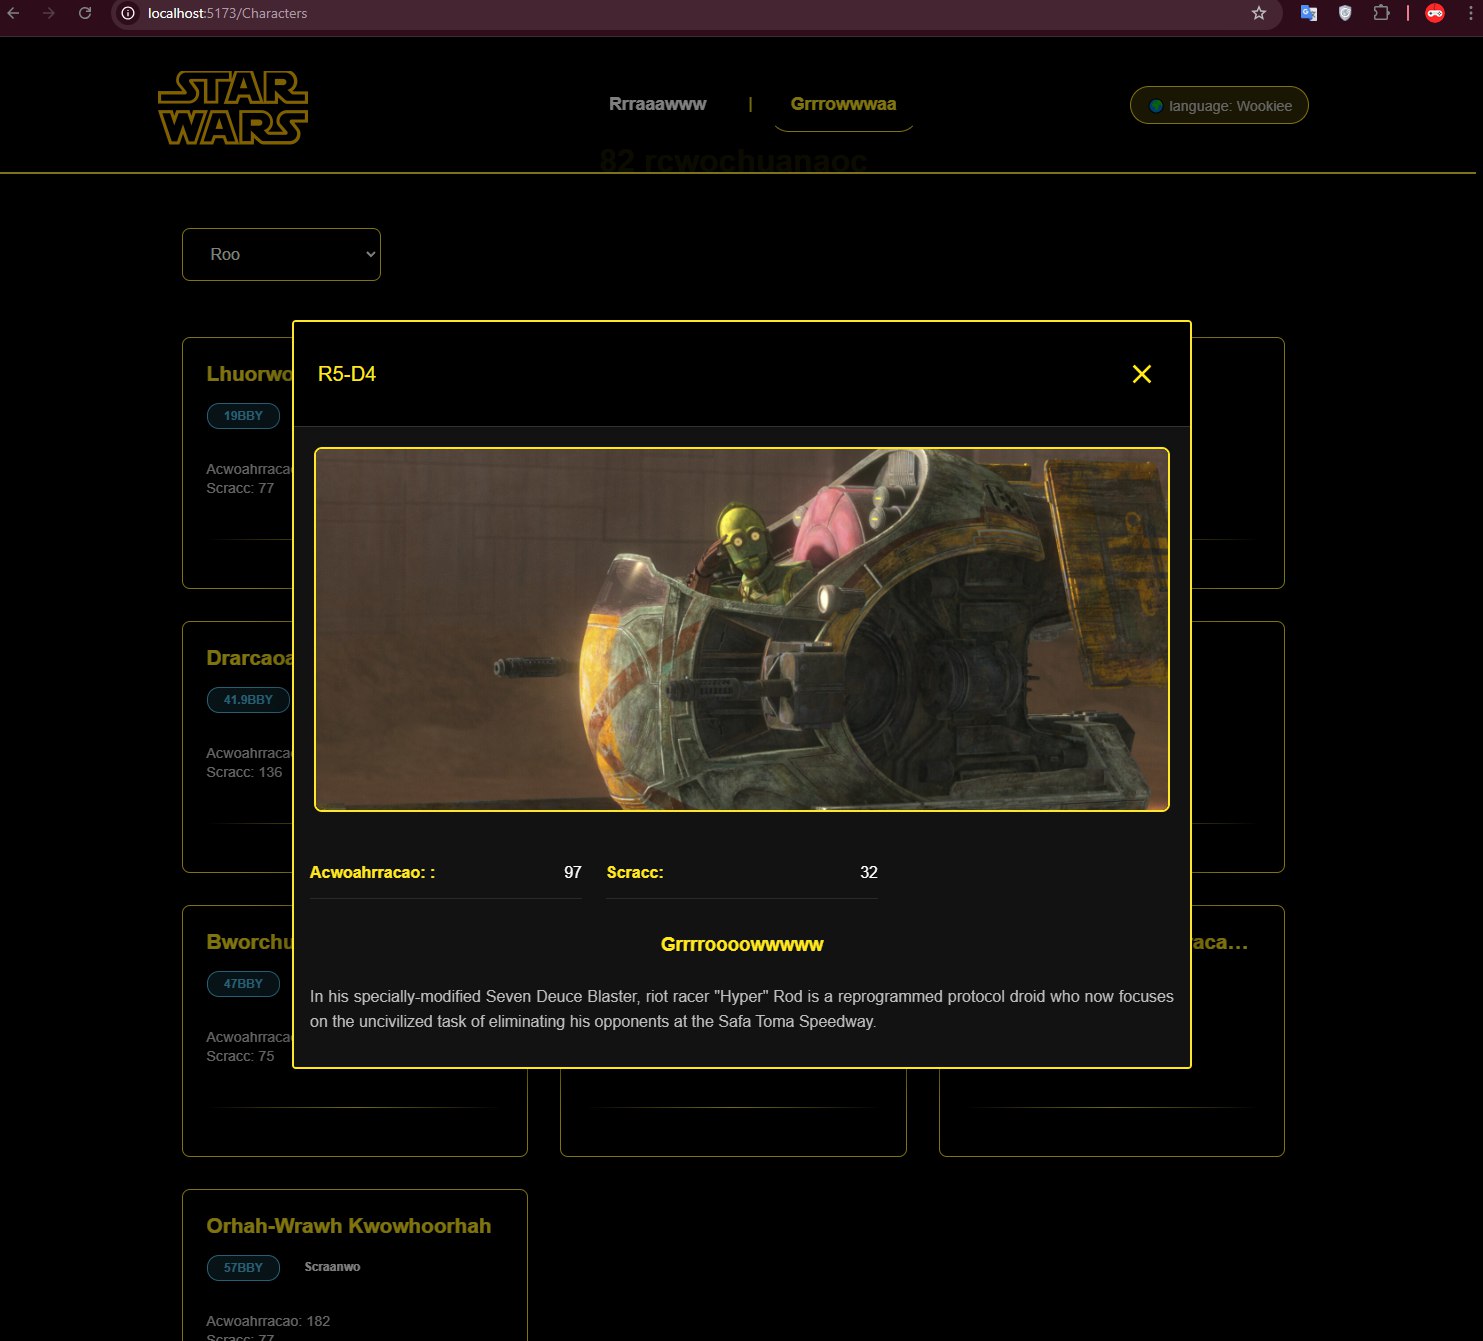 localhost:5173/Characters
STAR
WARS
Rrraaawww | Grrrowwwaa
language: Wookiee
82 rcwochuanaoc
Roo
Lhuorwo
19BBY
Acwoahrraca
Scracc: 77
R5-D4
Drarcaoa
41.9BBY
Acwoahrraca
Scracc: 136
Acwoahrracao: : 97 Scracc: 32
Grrrroooowwwww
In his specially-modified Seven Deuce Blaster, riot racer "Hyper" Rod is a reprogrammed protocol droid who now focuses
on the uncivilized task of eliminating his opponents at the Safa Toma Speedway.
Bworchu
raca...
47BBY
Acwoahrraca
Scracc: 75
Orhah-Wrawh Kwowhoorhah
57BBY Scraanwo
Acwoahrracao: 182
Scracc: 77